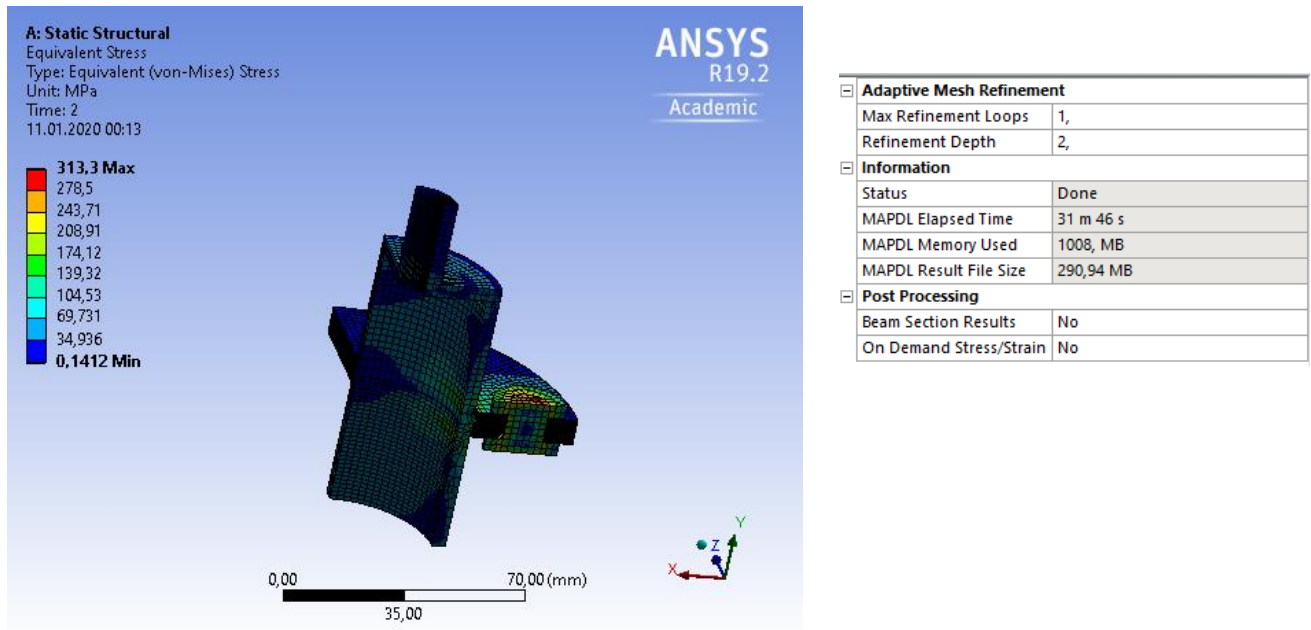 A: Static Structural
Equivalent Stress
Type: Equivalent (von-Mises) Stress
Unit: MPa
Time: 2
11.01.2020 00:13
313,3 Max
278,5
243,71
208,91
174,12
139,32
104,53
69,731
34,936
0,1412 Min
ANSYS
R19.2
Academic
Y
Z
X
0,00 70,00 (mm)
35,00
Adaptive Mesh Refinement
Max Refinement Loops 1,
Refinement Depth 2,
Information
Status Done
MAPDL Elapsed Time 31 m 46 s
MAPDL Memory Used 1008, MB
MAPDL Result File Size 290,94 MB
Post Processing
Beam Section Results No
On Demand Stress/Strain No